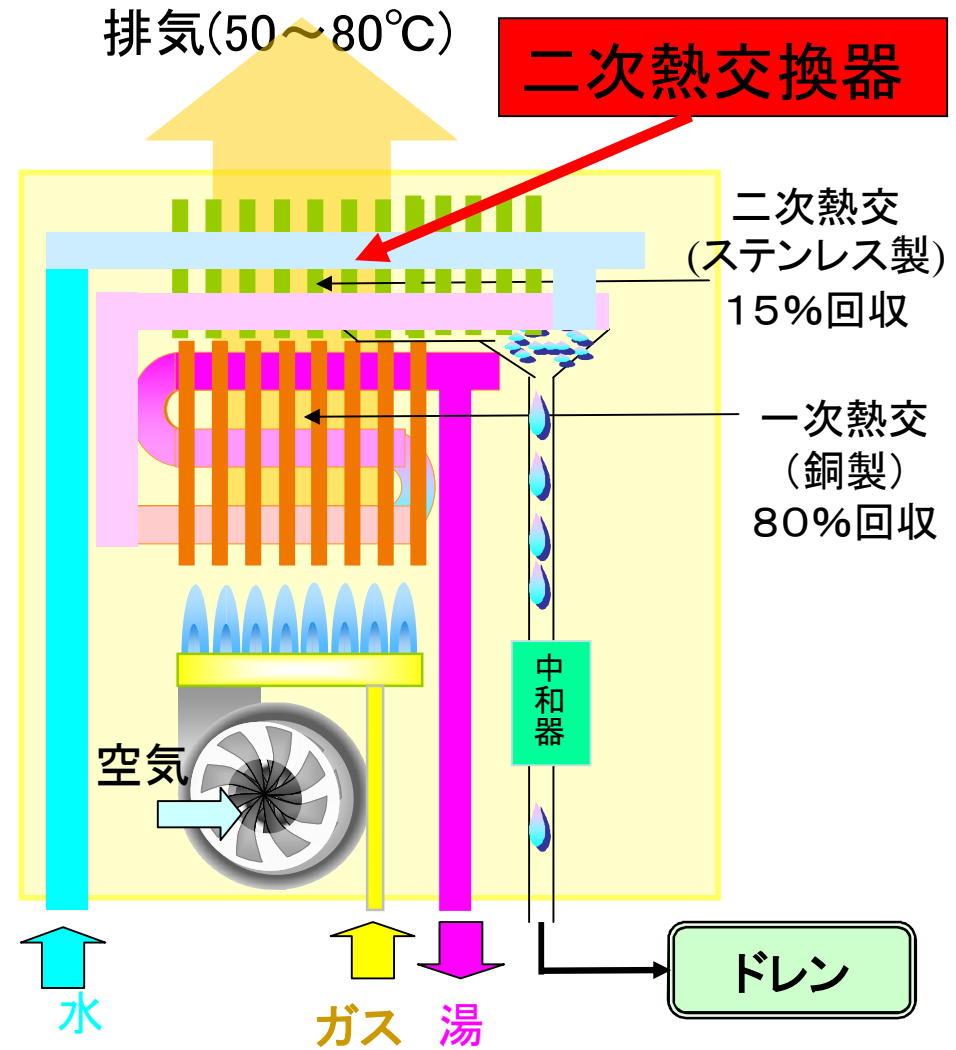 排気(50～80℃)
二次熱交換器
二次熱交
(ステンレス製)
１５％回収
一次熱交
（銅製）
８０％回収
中
和
器
空気
ドレン
水
ガス
湯